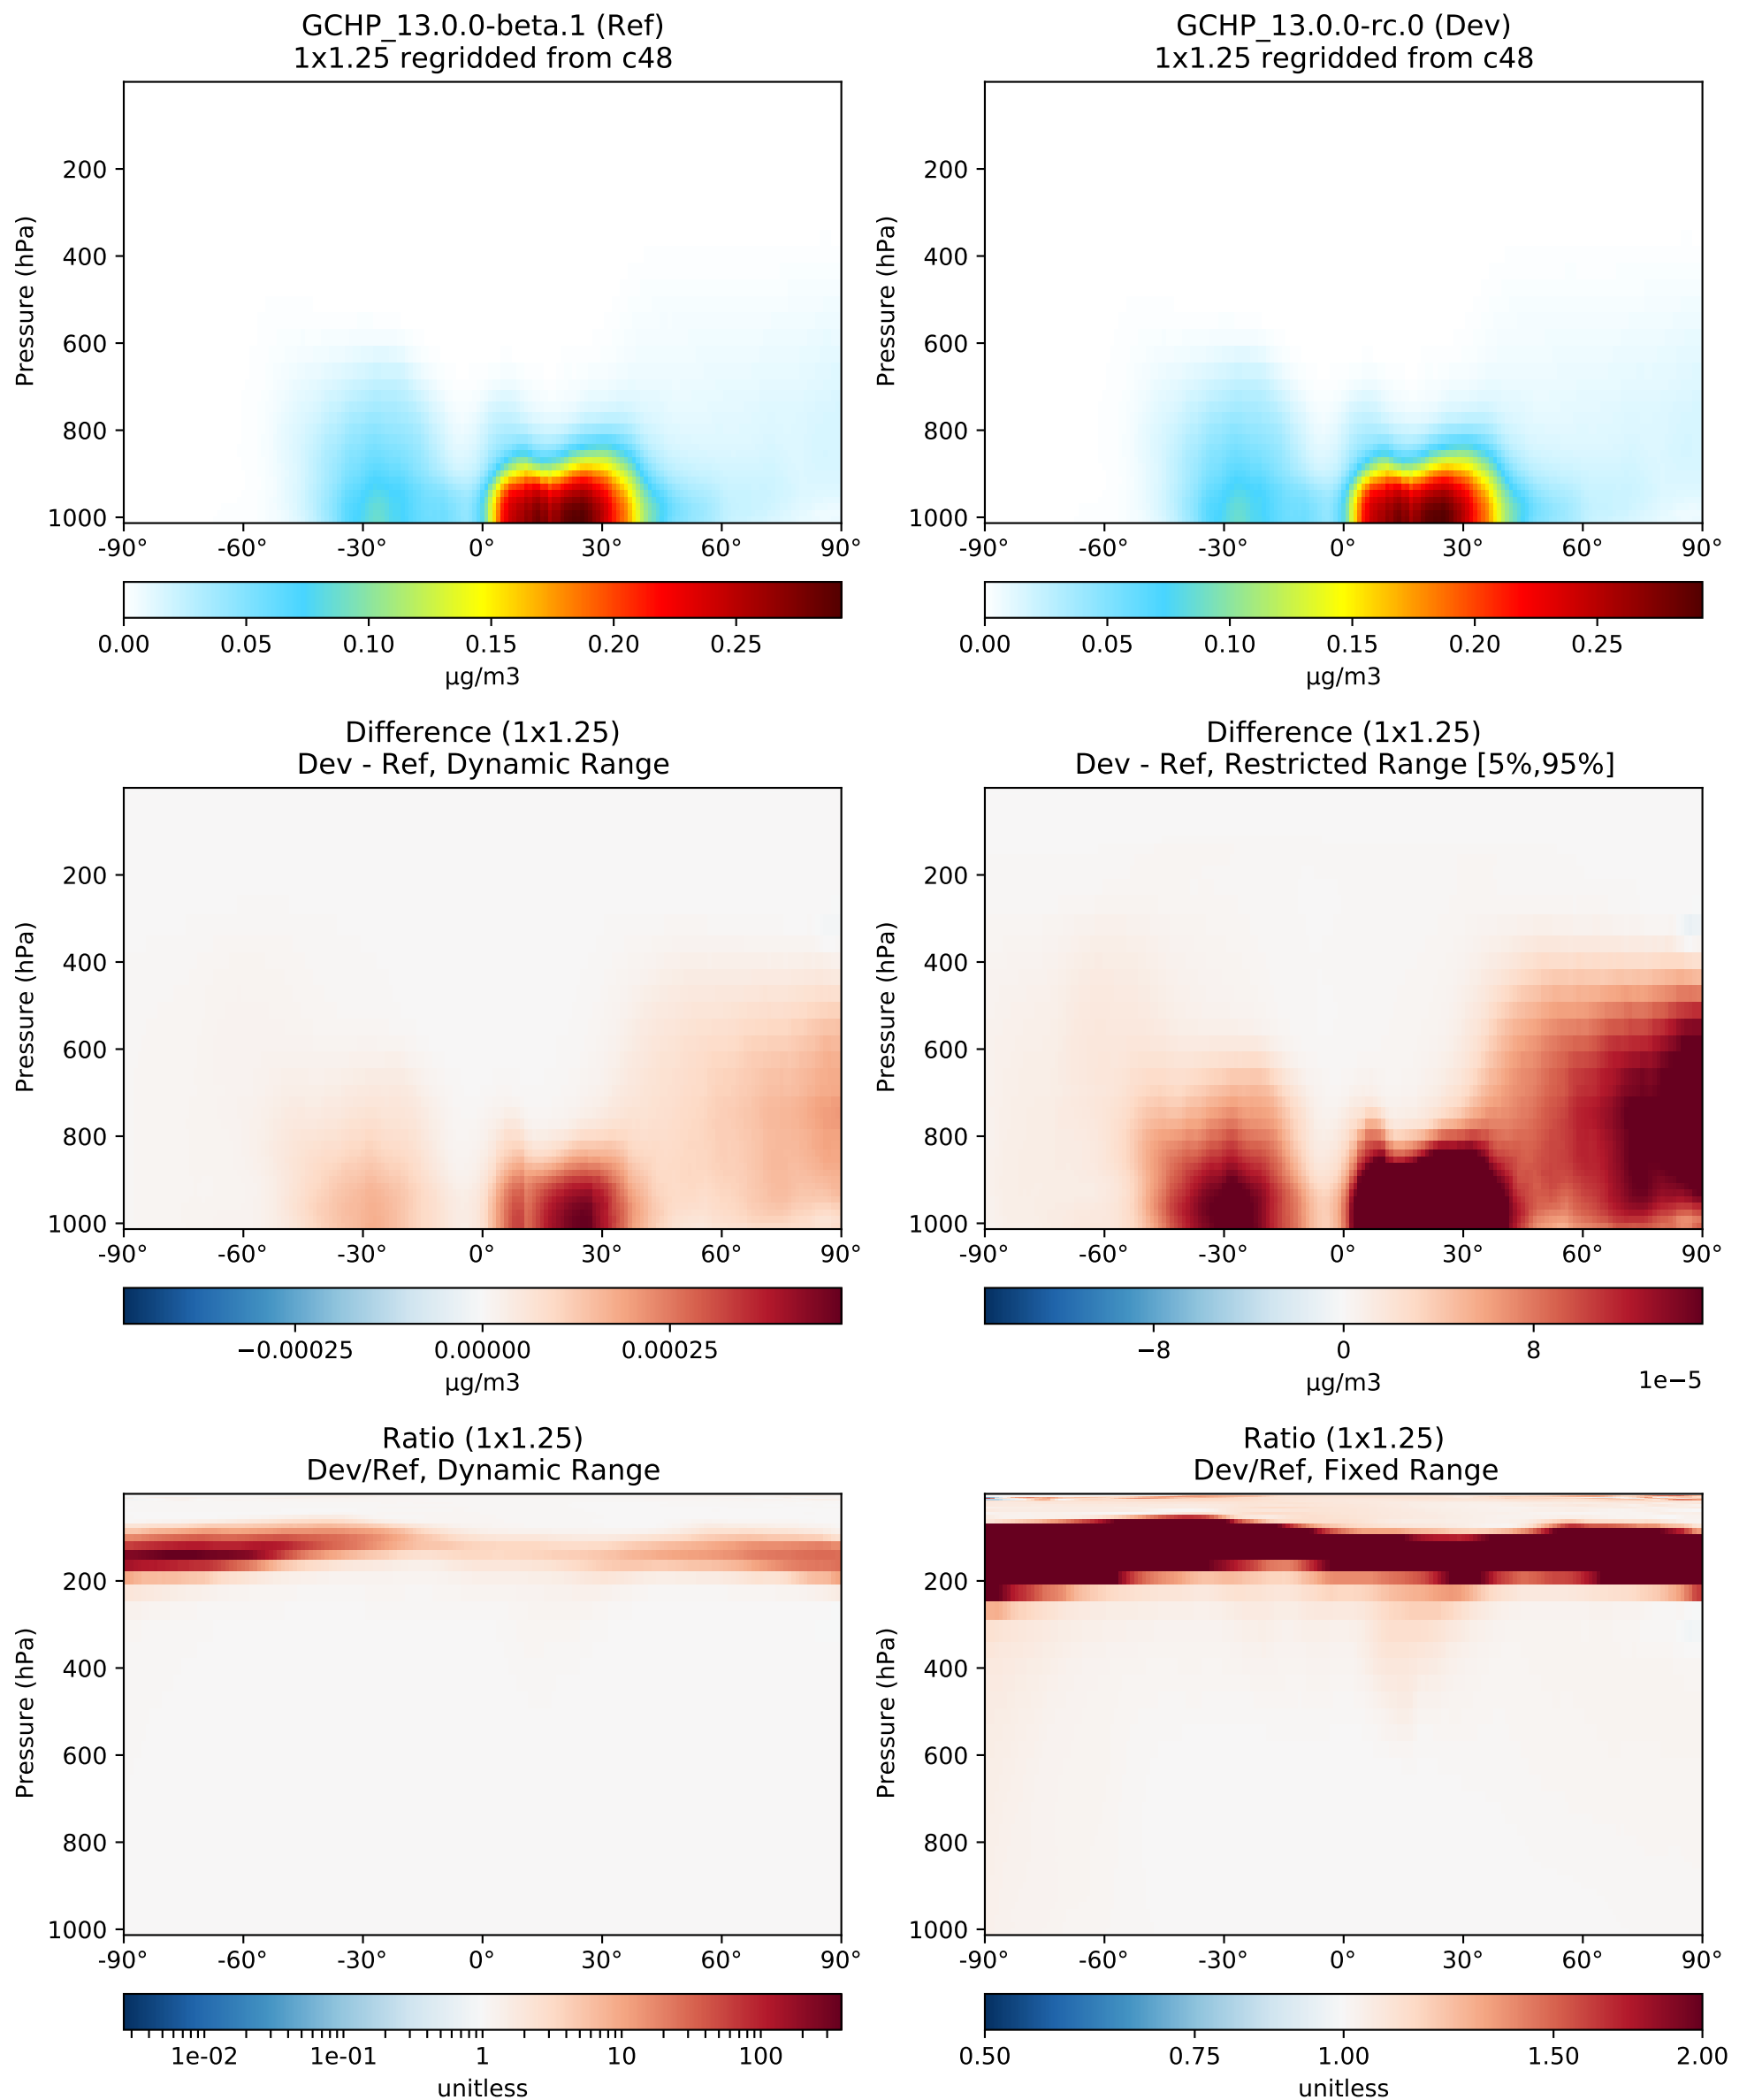 GCHP_13.0.0-beta.1 (Ref)
1x1.25 regridded from c48
Pressure (hPa)
200
400
600
800
1000
-90° -60° -30° 0° 30° 60° 90°
0.00 0.05 0.10 0.15 0.20 0.25
μg/m3
GCHP_13.0.0-rc.0 (Dev)
1x1.25 regridded from c48
Pressure (hPa)
200
400
600
800
1000
-90° -60° -30° 0° 30° 60° 90°
0.00 0.05 0.10 0.15 0.20 0.25
μg/m3
Difference (1x1.25)
Dev - Ref, Dynamic Range
Pressure (hPa)
200
400
600
800
1000
-90° -60° -30° 0° 30° 60° 90°
−0.00025 0.00000 0.00025
μg/m3
Difference (1x1.25)
Dev - Ref, Restricted Range [5%,95%]
Pressure (hPa)
200
400
600
800
1000
-90° -60° -30° 0° 30° 60° 90°
−8 0 8
1e−5
μg/m3
Ratio (1x1.25)
Dev/Ref, Dynamic Range
Pressure (hPa)
200
400
600
800
1000
-90° -60° -30° 0° 30° 60° 90°
1e-02 1e-01 1 10 100
unitless
Ratio (1x1.25)
Dev/Ref, Fixed Range
Pressure (hPa)
200
400
600
800
1000
-90° -60° -30° 0° 30° 60° 90°
0.50 0.75 1.00 1.50 2.00
unitless